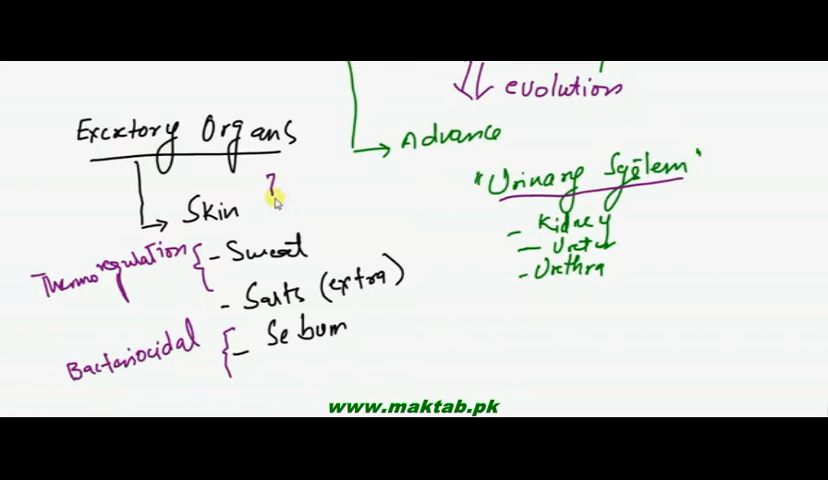 evolution
Advance
Excretory Organs
?
Skin
Thermoregulation { - Sweat
- Salts (extra)
Bacteriocidal { - Sebum
"Urinary System"
- Kidney
- Ureter
- Urethra
www.maktab.pk